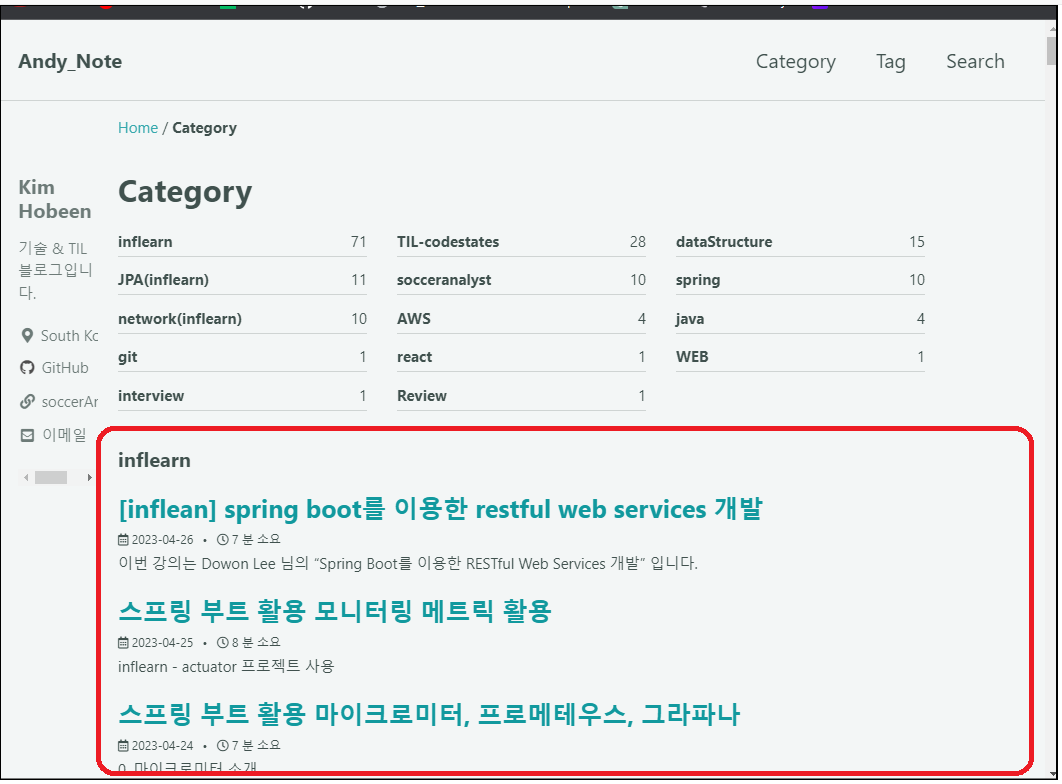 Andy_Note
Category Tag Search
Home / Category
Kim
Hobeen
기술 & TIL
블로그입니
다.
South Ko
GitHub
soccerAr
이메일
Category
inflearn 71 TIL-codestates 28 dataStructure 15
JPA(inflearn) 11 socceranalyst 10 spring 10
network(inflearn) 10 AWS 4 java 4
git 1 react 1 WEB 1
interview 1 Review 1
inflearn
[inflean] spring boot를 이용한 restful web services 개발
2023-04-26 • 7 분 소요
이번 강의는 Dowon Lee 님의 “Spring Boot를 이용한 RESTful Web Services 개발” 입니다.
스프링 부트 활용 모니터링 메트릭 활용
2023-04-25 • 8 분 소요
inflearn - actuator 프로젝트 사용
스프링 부트 활용 마이크로미터, 프로메테우스, 그라파나
2023-04-24 • 7 분 소요
0. 마이크로미터 소개